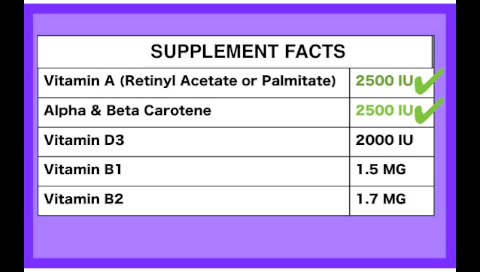 SUPPLEMENT FACTS
Vitamin A (Retinyl Acetate or Palmitate) 2500 IU
Alpha & Beta Carotene 2500 IU
Vitamin D3 2000 IU
Vitamin B1 1.5 MG
Vitamin B2 1.7 MG